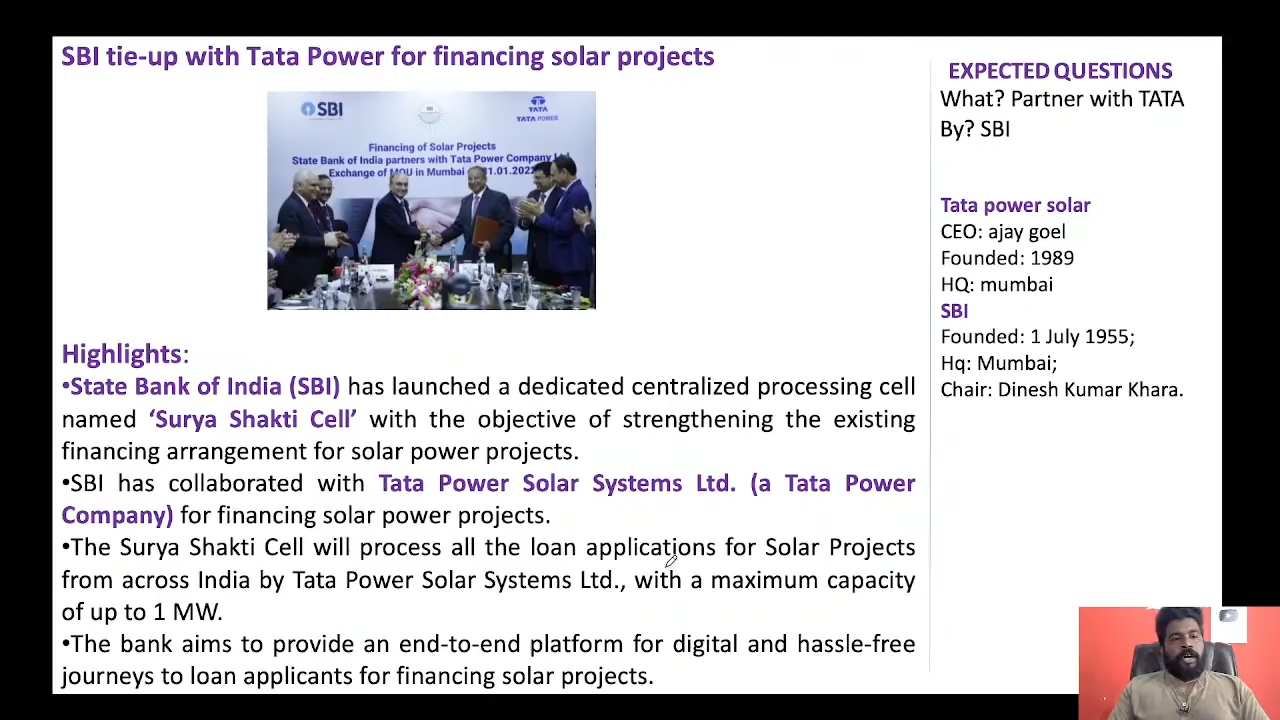 SBI tie-up with Tata Power for financing solar projects
SBI
TATA
TATA POWER
Financing of Solar Projects
State Bank of India partners with Tata Power Company
Exchange of MOU in Mumbai
Highlights:
•State Bank of India (SBI) has launched a dedicated centralized processing cell
named ‘Surya Shakti Cell’ with the objective of strengthening the existing
financing arrangement for solar power projects.
•SBI has collaborated with Tata Power Solar Systems Ltd. (a Tata Power
Company) for financing solar power projects.
•The Surya Shakti Cell will process all the loan applications for Solar Projects
from across India by Tata Power Solar Systems Ltd., with a maximum capacity
of up to 1 MW.
•The bank aims to provide an end-to-end platform for digital and hassle-free
journeys to loan applicants for financing solar projects.
EXPECTED QUESTIONS
What? Partner with TATA
By? SBI
Tata power solar
CEO: ajay goel
Founded: 1989
HQ: mumbai
SBI
Founded: 1 July 1955;
Hq: Mumbai;
Chair: Dinesh Kumar Khara.